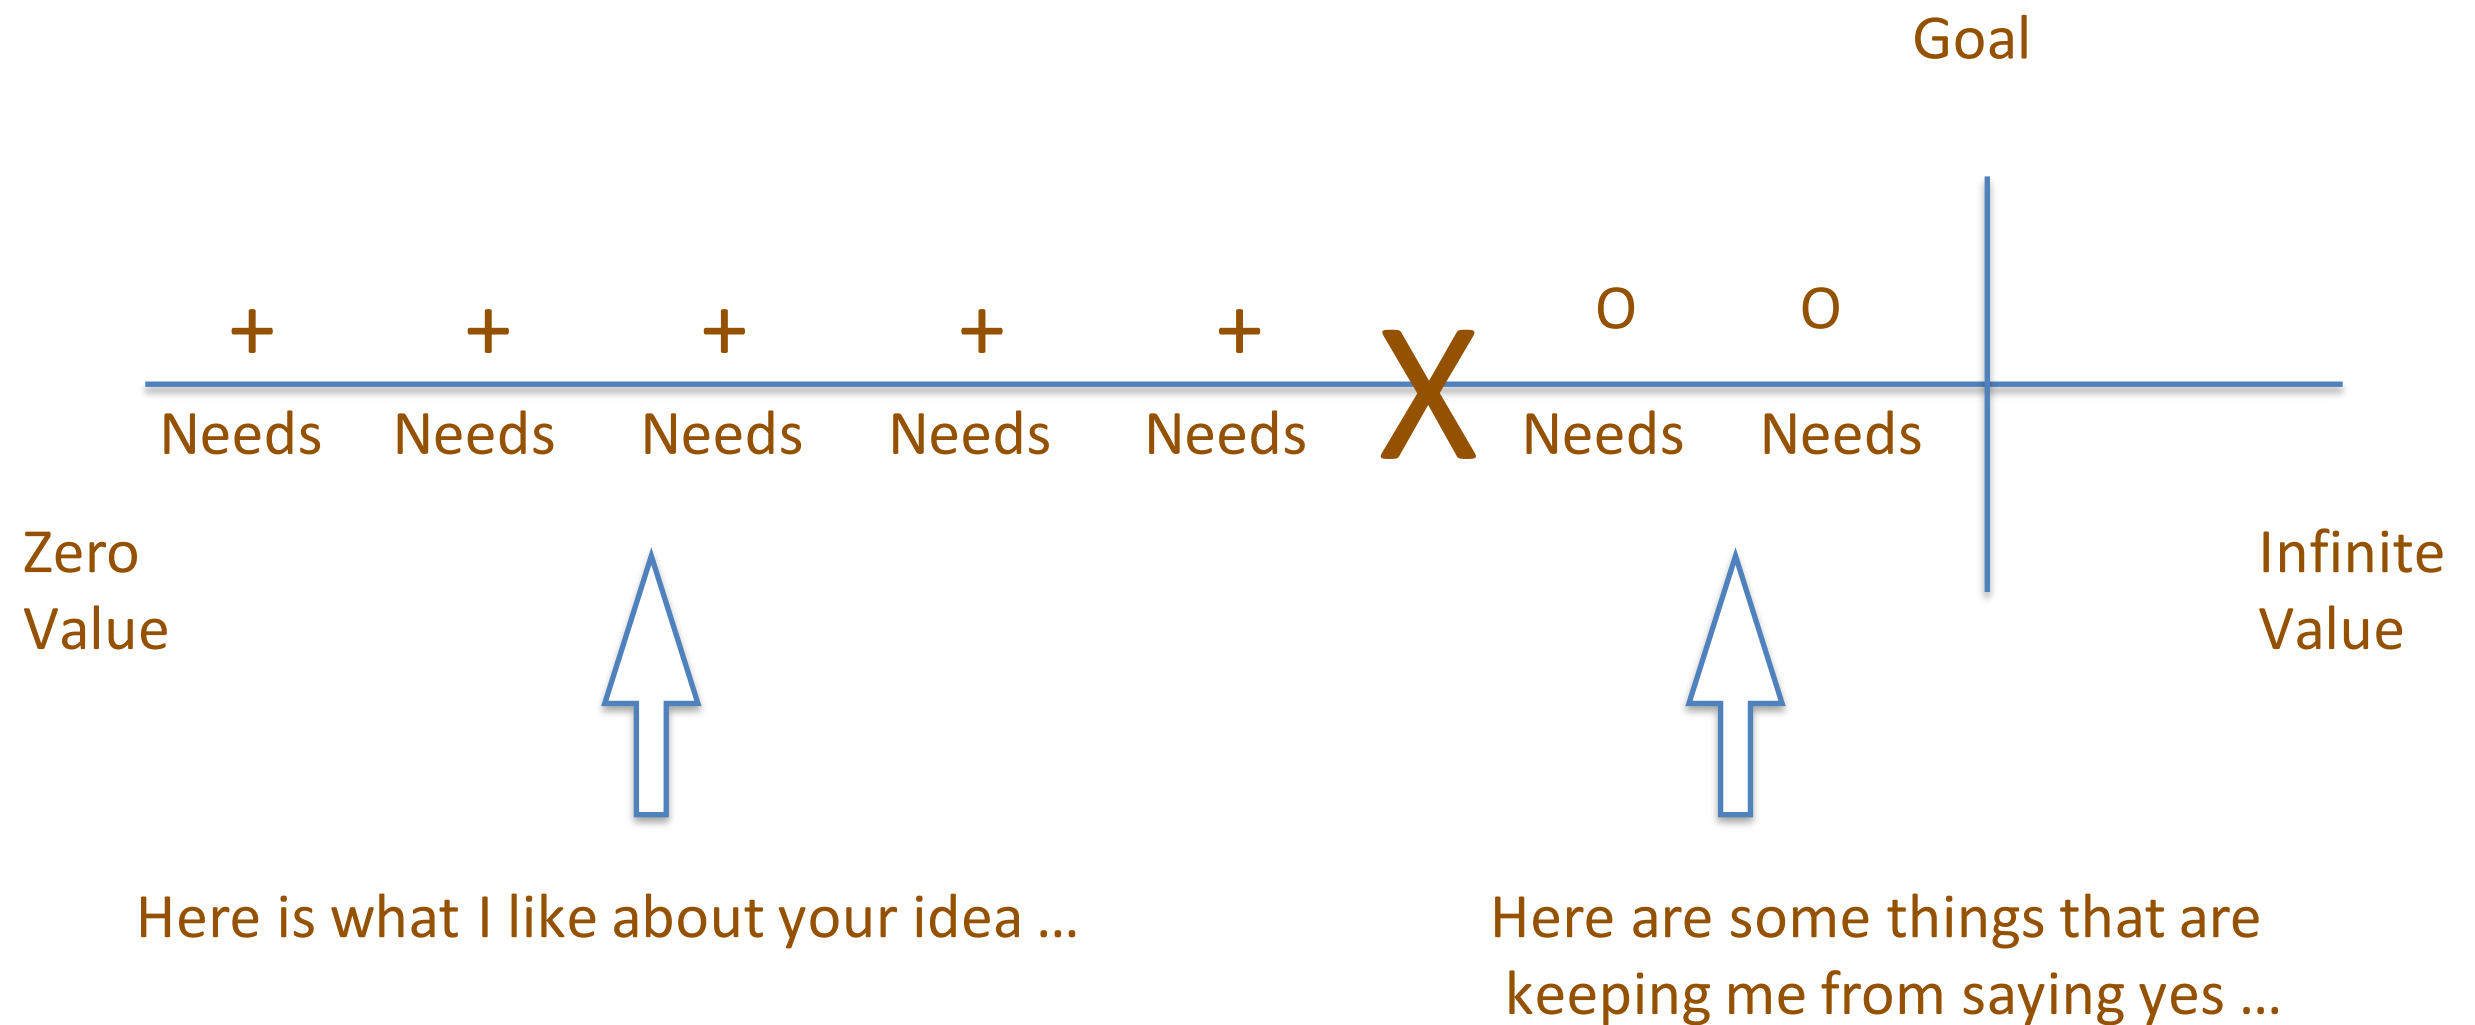 Goal
+ + + + + O O
X
Needs Needs Needs Needs Needs Needs Needs
Zero
Value
Infinite
Value
Here is what I like about your idea ...
Here are some things that are
keeping me from saying yes ...